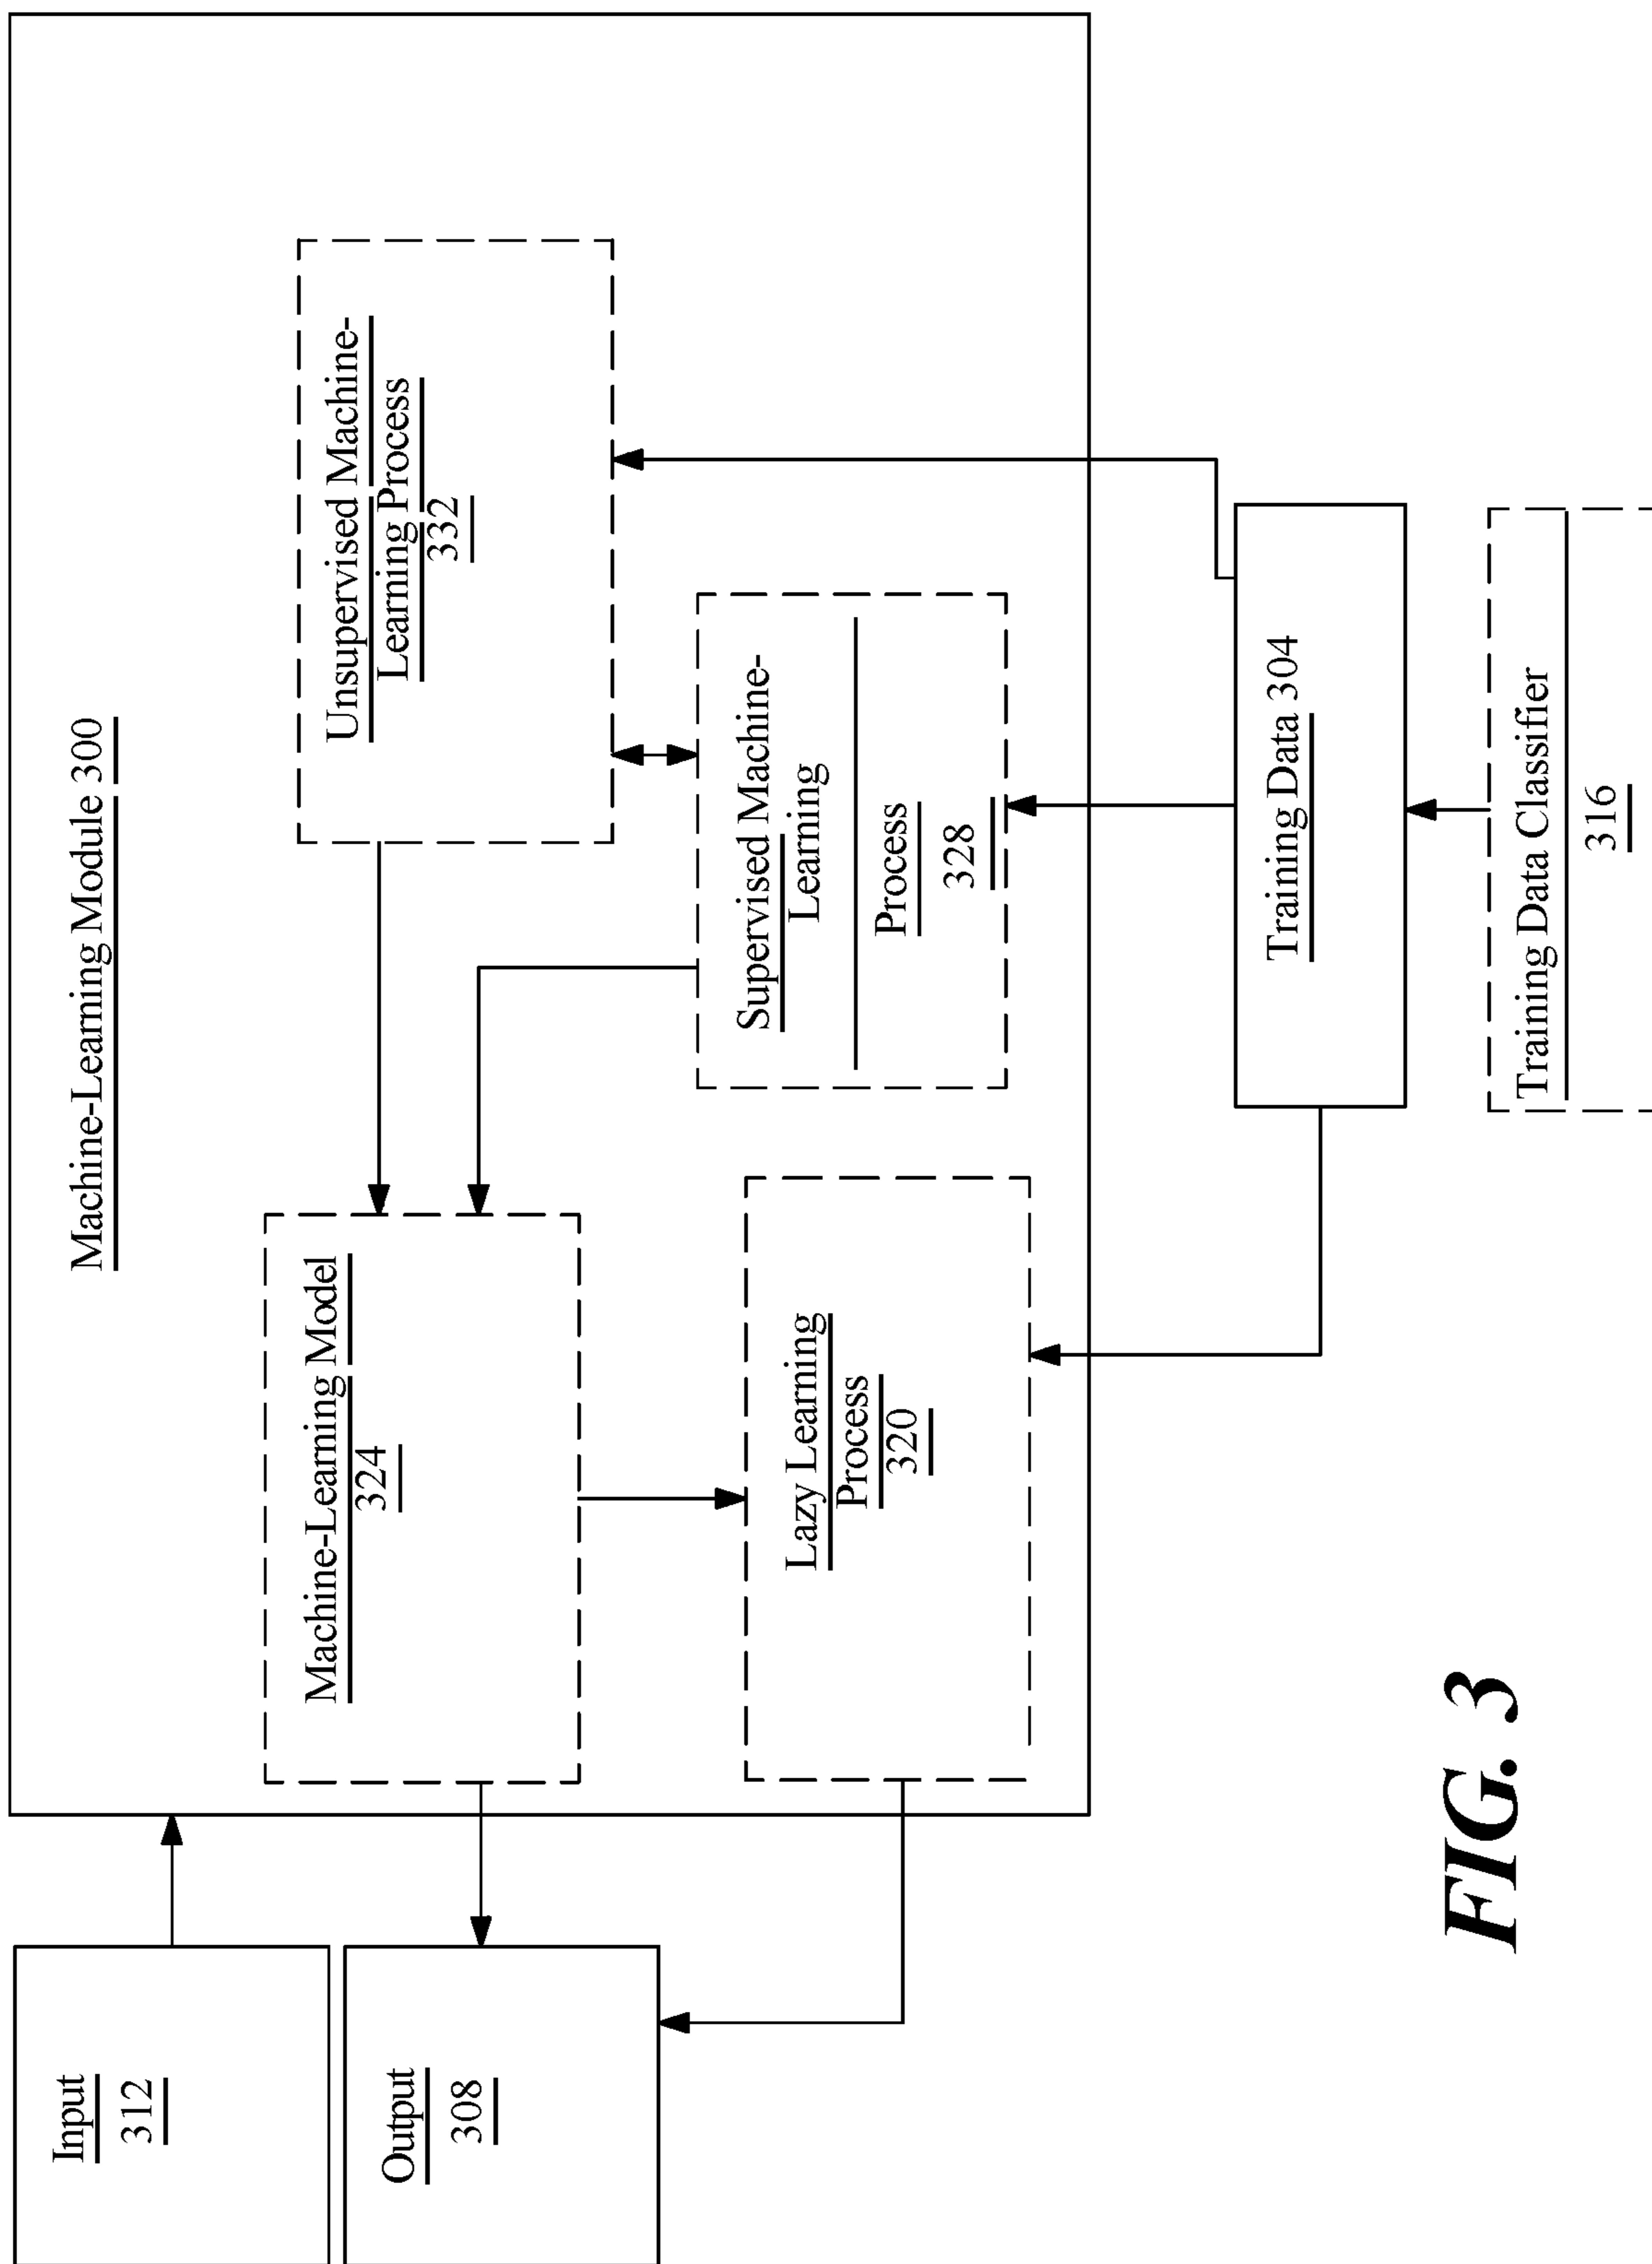 Machine-Learning Module 300
Input
312
Output
308
Machine-Learning Model
324
Unsupervised Machine-
Learning Process
332
Lazy Learning
Process
320
Supervised Machine-
Learning
Process
328
Training Data 304
Training Data Classifier
316
FIG. 3